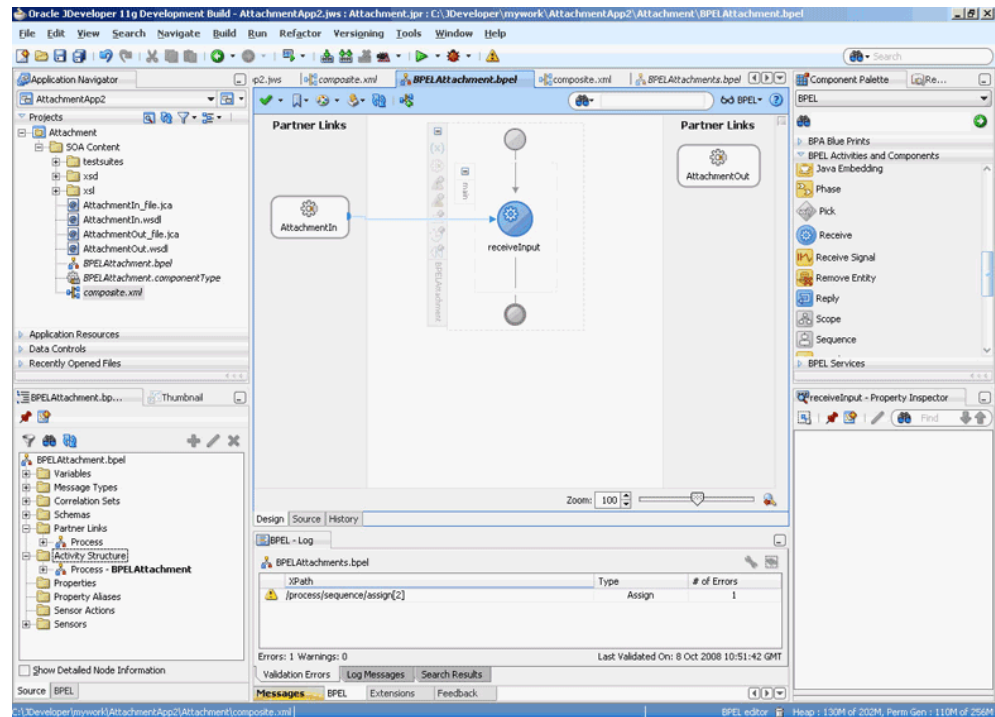 Oracle JDeveloper 11g Development Build - AttachmentApp2.jws : Attachment.jpr : C:\JDeveloper\mywork\AttachmentApp2\Attachment\BPELAttachment.bpel
File Edit View Search Navigate Build Run Refactor Versioning Tools Window Help
Search
Application Navigator
AttachmentApp2
Projects
Attachment
SOA Content
testsuites
xsd
xsl
AttachmentIn_file.jca
AttachmentIn.wsdl
AttachmentOut_file.jca
AttachmentOut.wsdl
BPELAttachment.bpel
BPELAttachment.componentType
composite.xml
Application Resources
Data Controls
Recently Opened Files
BPELAttachment.bp... Thumbnail
BPELAttachment.bpel
Variables
Message Types
Correlation Sets
Schemas
Partner Links
Process
Activity Structure
Process - BPELAttachment
Properties
Property Aliases
Sensor Actions
Sensors
Show Detailed Node Information
Source BPEL
p2.jws composite.xml BPELAttachment.bpel composite.xml BPELAttachments.bpel
BPEL
Partner Links Partner Links
main
AttachmentIn
receiveInput
AttachmentOut
BPELAttachment
Zoom: 100
Design Source History
BPEL - Log
BPELAttachments.bpel
XPath Type # of Errors
/process/sequence/assign[2] Assign 1
Errors: 1 Warnings: 0 Last Validated On: 8 Oct 2008 10:51:42 GMT
Validation Errors Log Messages Search Results
Messages BPEL Extensions Feedback
Component Palette Re...
BPEL
BPA Blue Prints
BPEL Activities and Components
Java Embedding
Phase
Pick
Receive
Receive Signal
Remove Entity
Reply
Scope
Sequence
BPEL Services
receiveInput - Property Inspector
Find
C:\JDeveloper\mywork\AttachmentApp2\Attachment\composite.xml BPEL editor Heap : 130M of 202M, Perm Gen : 110M of 256M